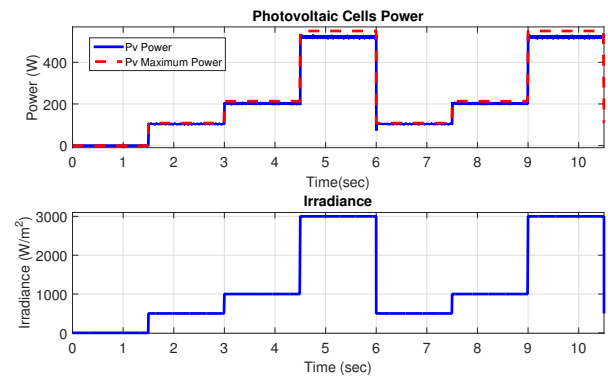 Photovoltaic Cells Power
Power (W)
400
200
0
Pv Power
Pv Maximum Power
0 1 2 3 4 5 6 7 8 9 10
Time(sec)
Irradiance
Irradiance (W/m²)
3000
2000
1000
0
0 1 2 3 4 5 6 7 8 9 10
Time (sec)